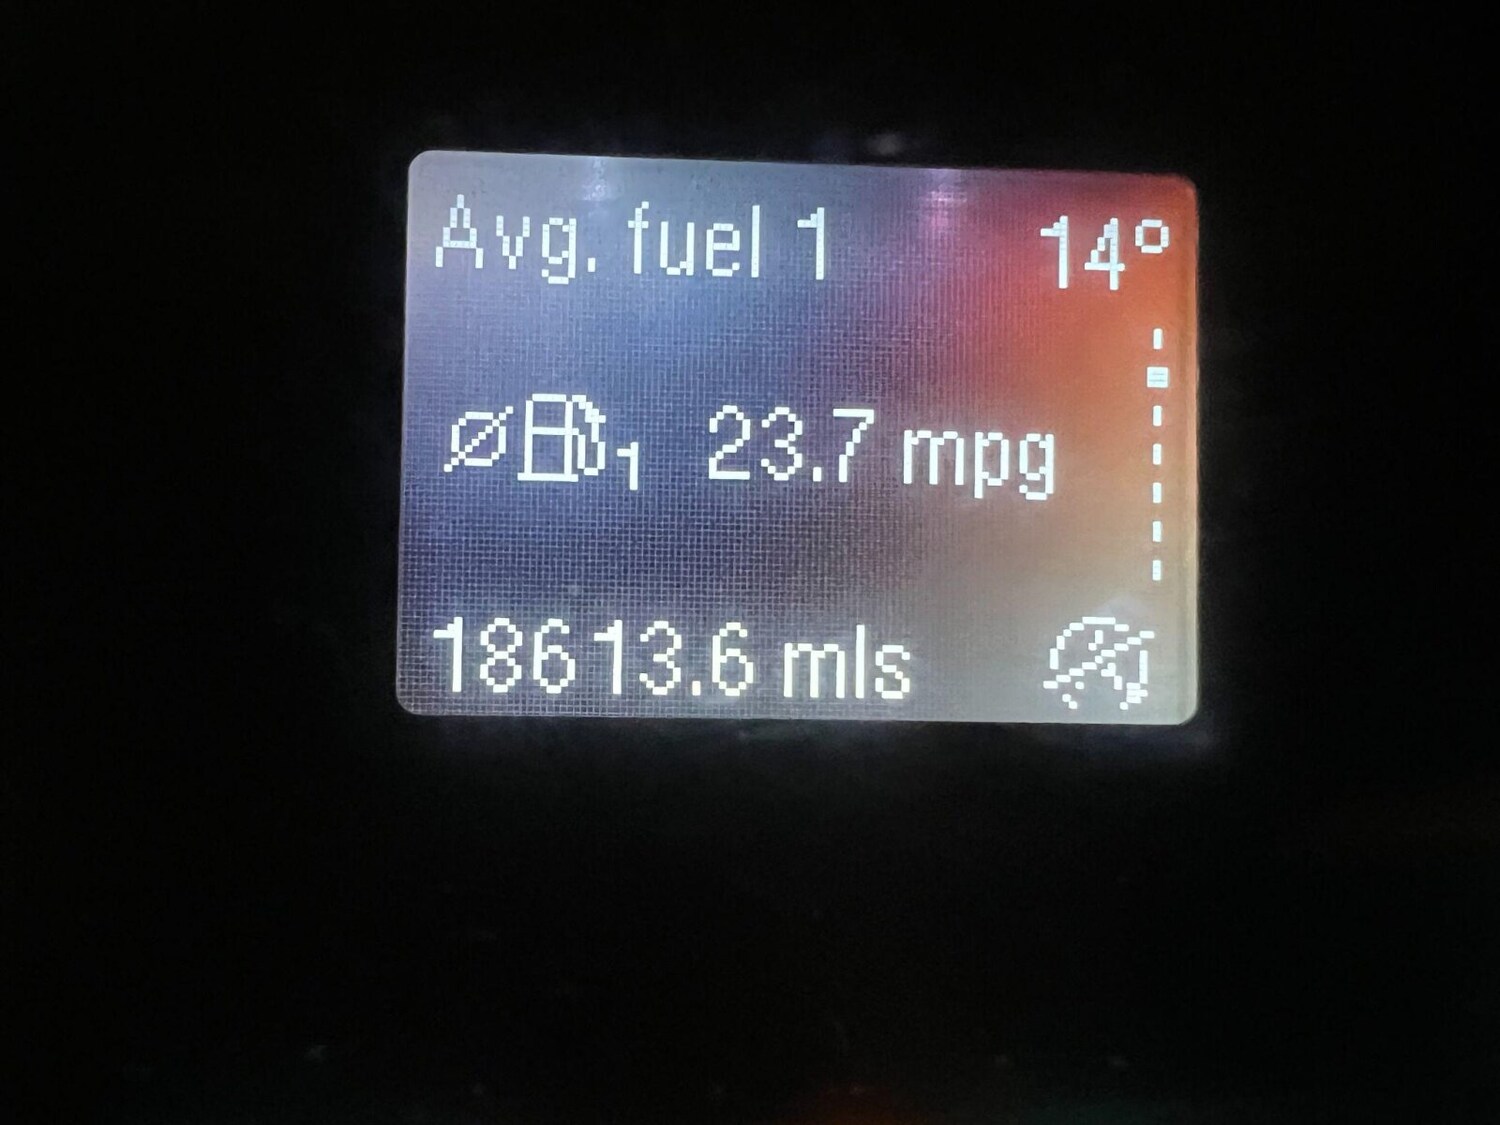 Avg. fuel 1 14°
Ø 1 23.7 mpg
18613.6 mls